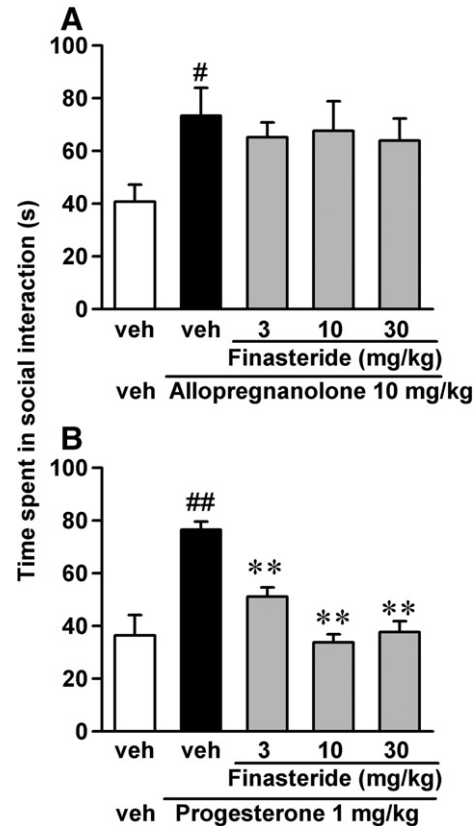 A
100
80
60
40
20
0
#
veh veh 3 10 30
Finasteride (mg/kg)
veh Allopregnanolone 10 mg/kg
Time spent in social interaction (s)
B
100
80
60
40
20
0
##
** ** **
veh veh 3 10 30
Finasteride (mg/kg)
veh Progesterone 1 mg/kg